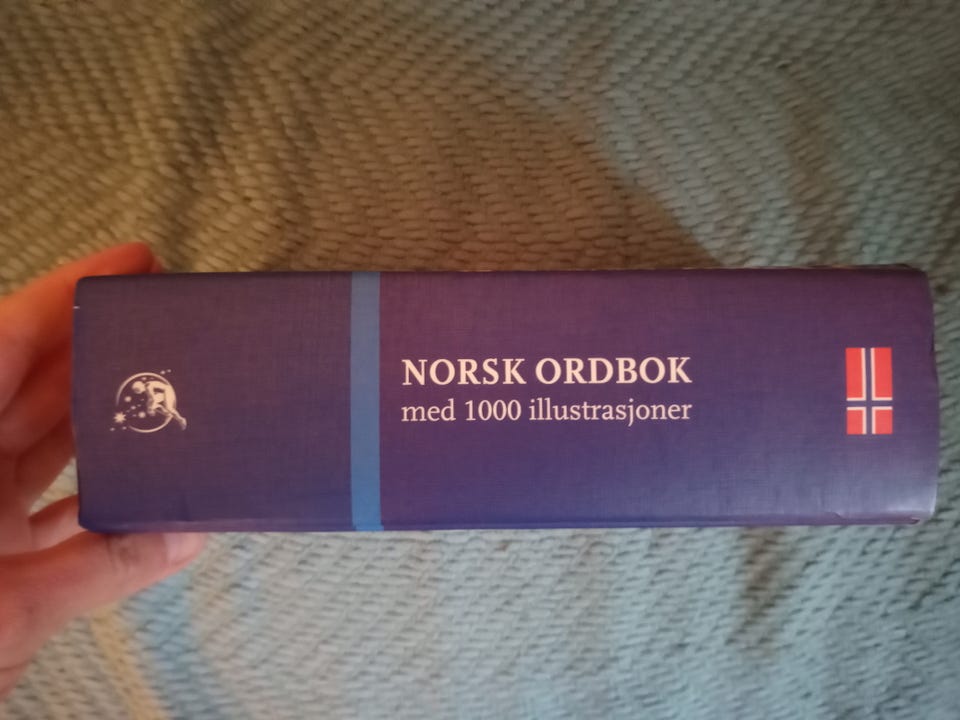 NORSK ORDBOK
med 1000 illustrasjoner